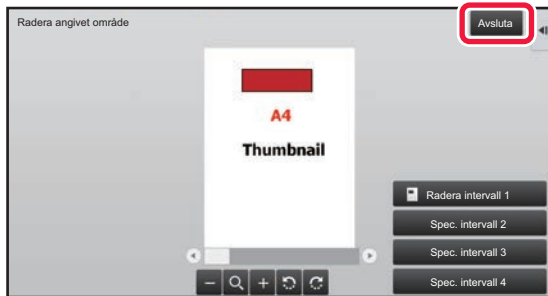 Radera angivet område
Avsluta
A4
Thumbnail
Radera intervall 1
Spec. intervall 2
Spec. intervall 3
Spec. intervall 4